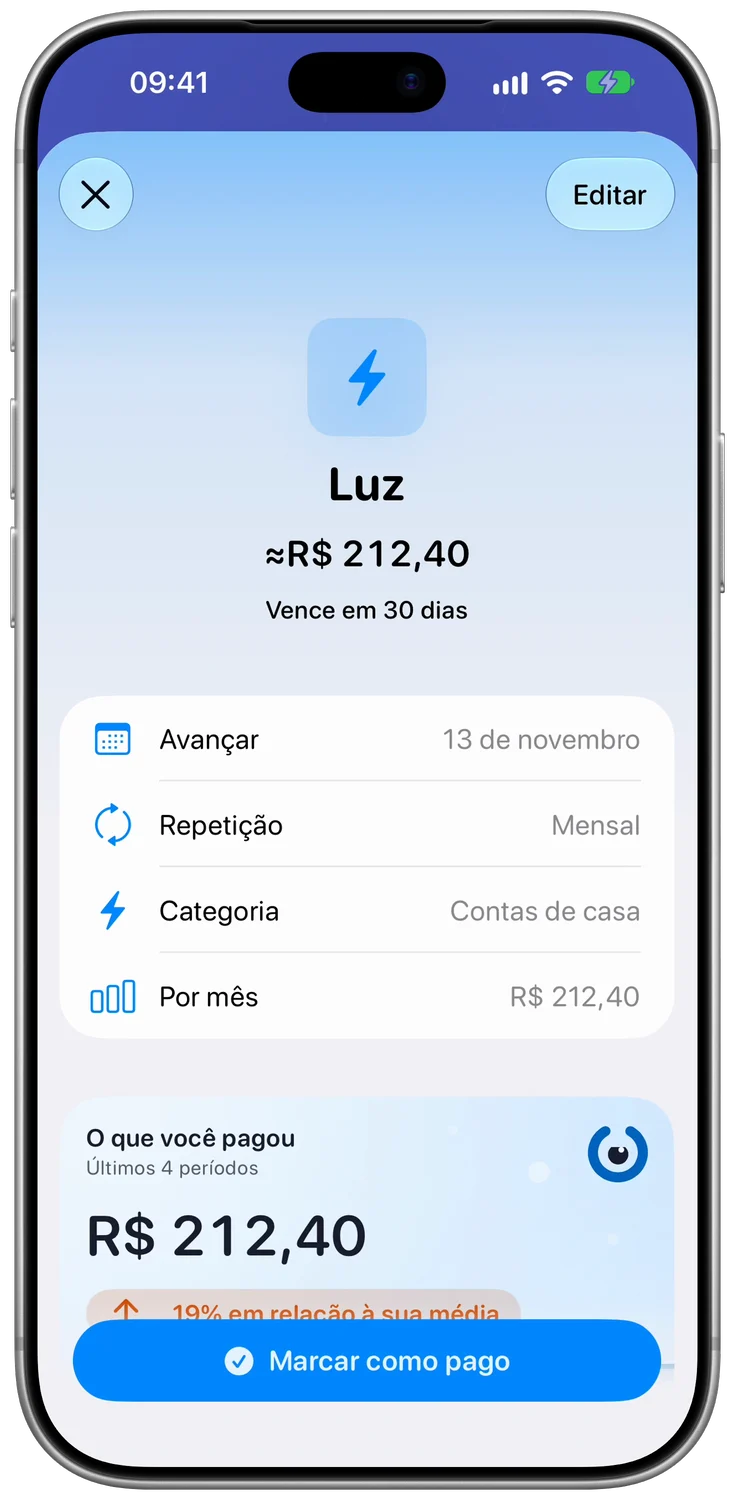 09:41
Editar
Luz
≈R$ 212,40
Vence em 30 dias
Avançar 13 de novembro
Repetição Mensal
Categoria Contas de casa
Por mês R$ 212,40
O que você pagou
Últimos 4 períodos
R$ 212,40
19% em relação à sua média
Marcar como pago